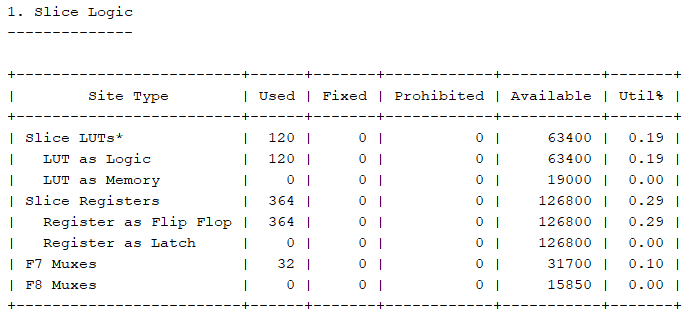 1. Slice Logic
--------------

+----------------------------+------+-------+------------+-----------+-------+
|          Site Type         | Used | Fixed | Prohibited | Available | Util% |
+----------------------------+------+-------+------------+-----------+-------+
| Slice LUTs*                |  120 |     0 |          0 |     63400 |  0.19 |
|   LUT as Logic             |  120 |     0 |          0 |     63400 |  0.19 |
|   LUT as Memory            |    0 |     0 |          0 |     19000 |  0.00 |
| Slice Registers            |  364 |     0 |          0 |    126800 |  0.29 |
|   Register as Flip Flop    |  364 |     0 |          0 |    126800 |  0.29 |
|   Register as Latch        |    0 |     0 |          0 |    126800 |  0.00 |
| F7 Muxes                   |   32 |     0 |          0 |     31700 |  0.10 |
| F8 Muxes                   |    0 |     0 |          0 |     15850 |  0.00 |
+----------------------------+------+-------+------------+-----------+-------+